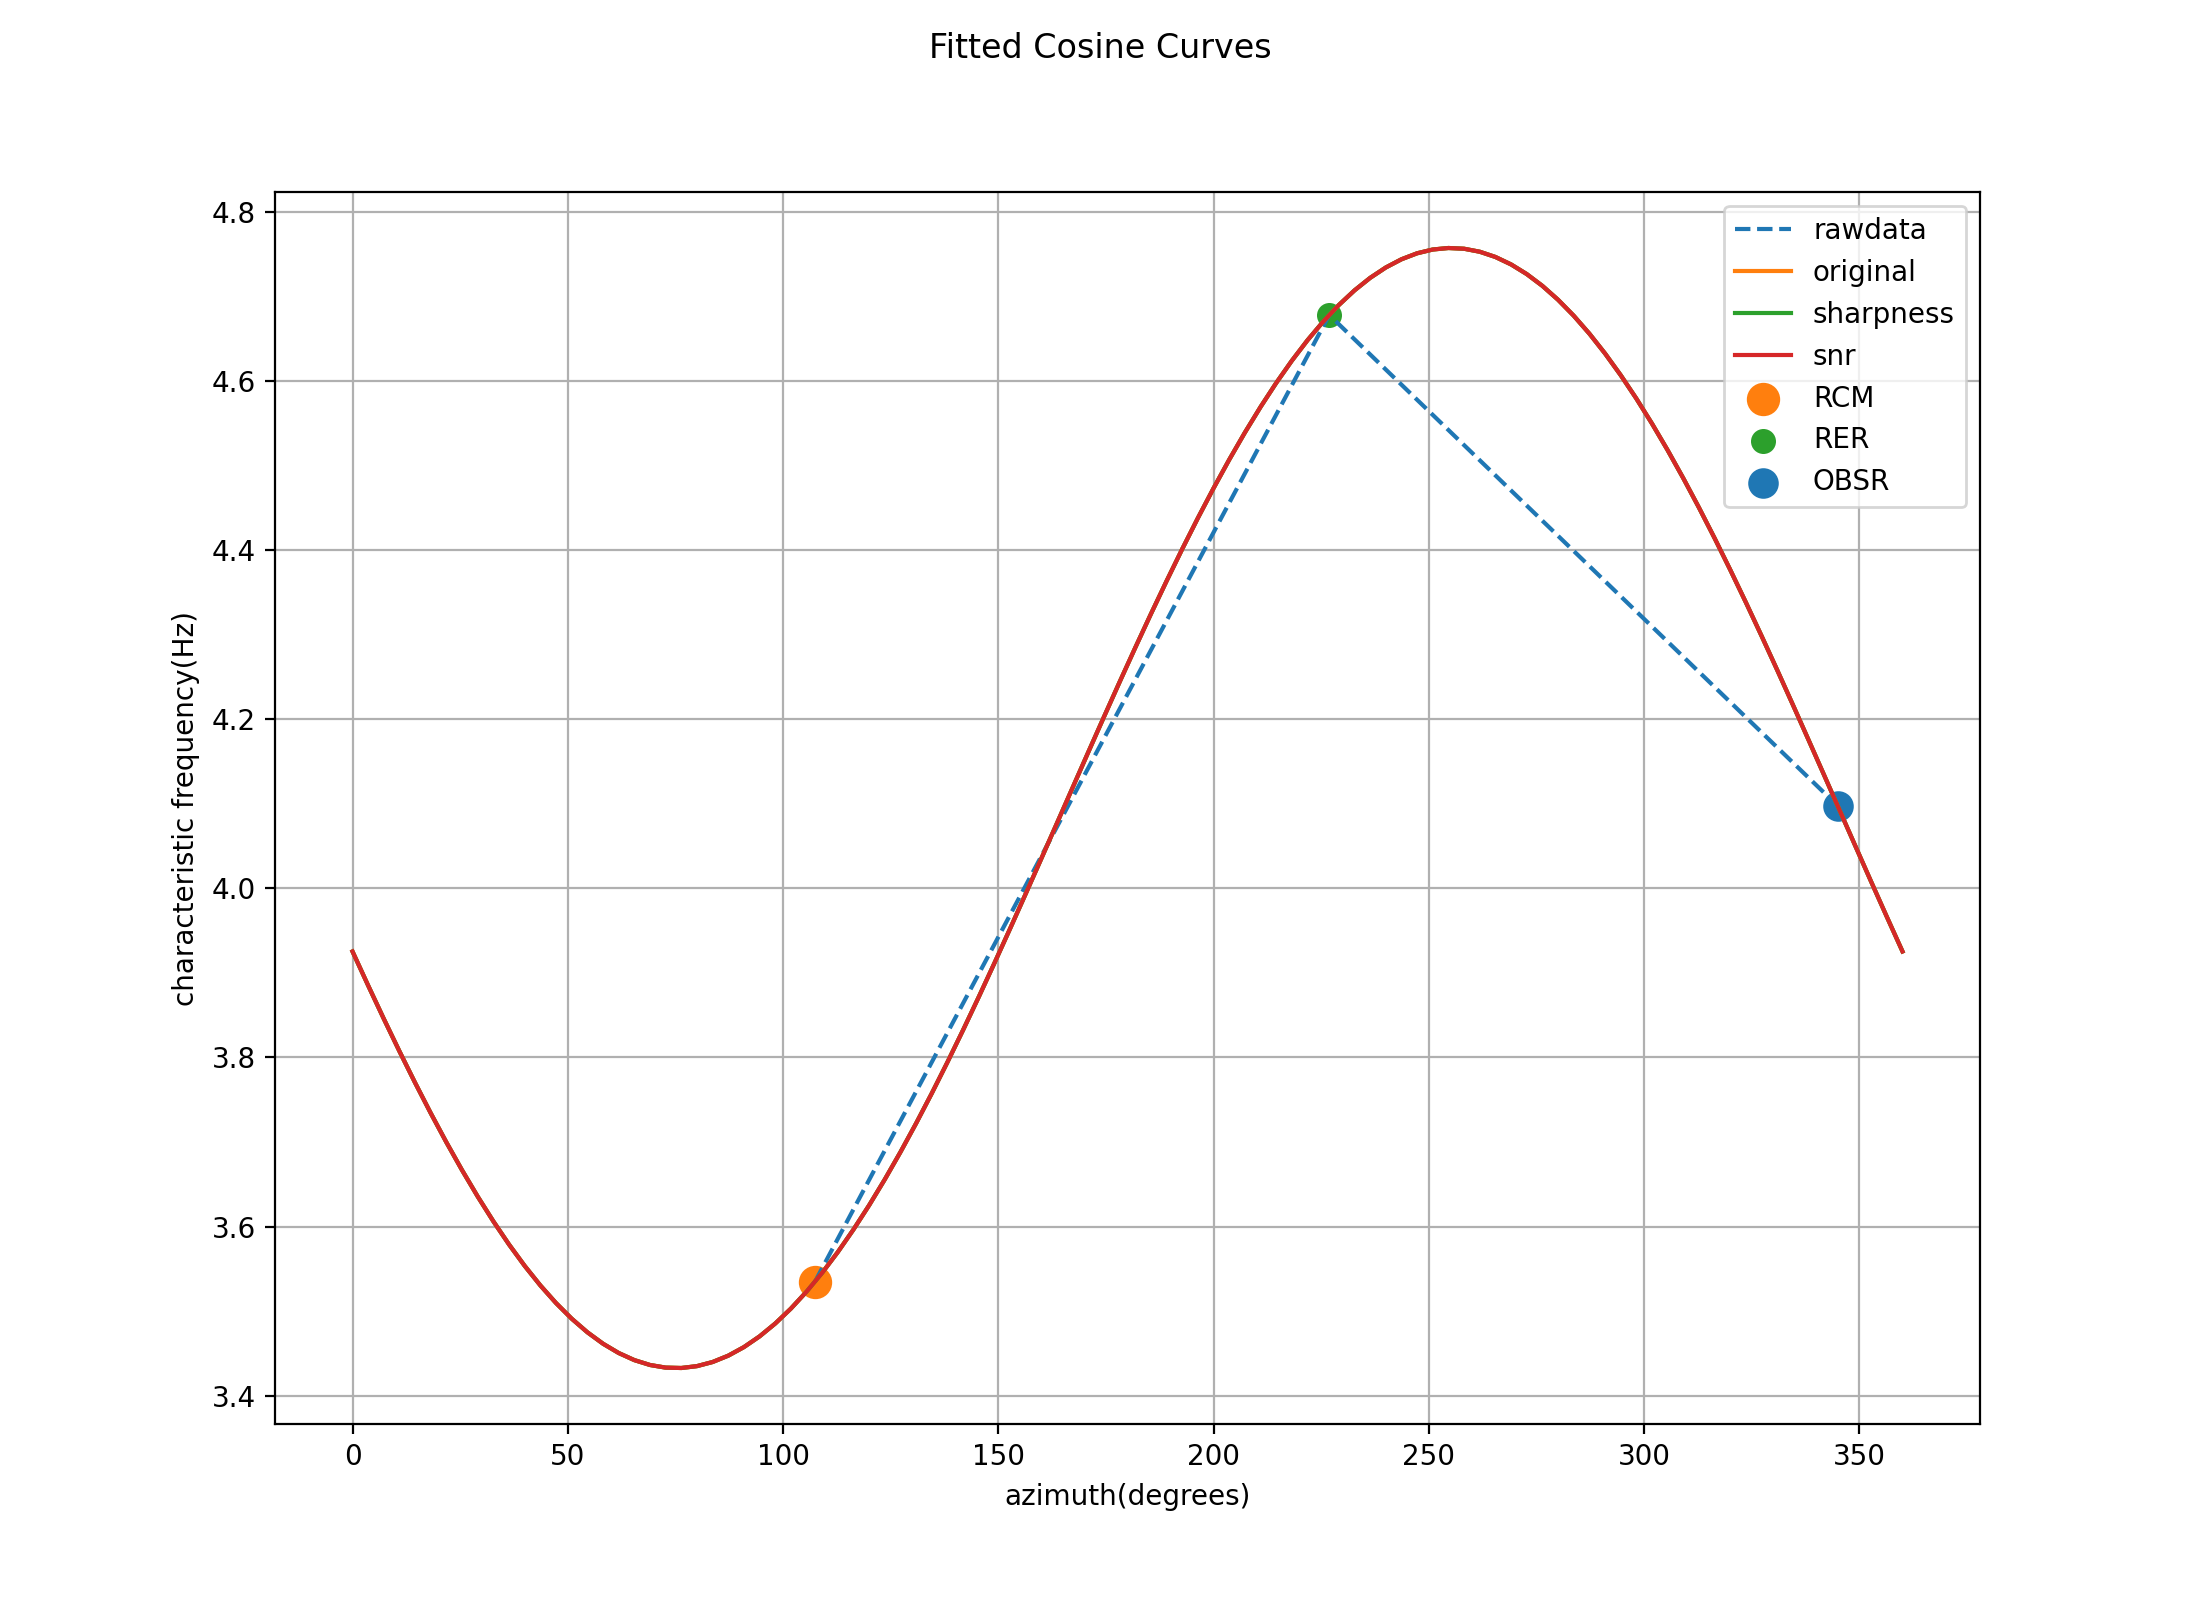 Fitted Cosine Curves
4.8
4.6
4.4
4.2
4.0
3.8
3.6
3.4
characteristic frequency(Hz)
rawdata
original
sharpness
snr
RCM
RER
OBSR
0 50 100 150 200 250 300 350
azimuth(degrees)